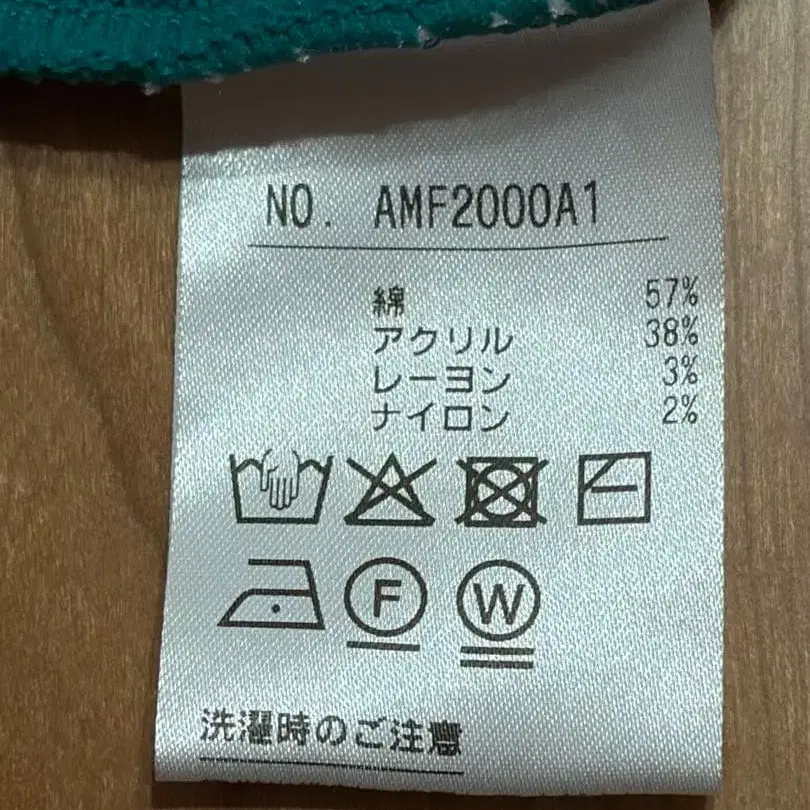 NO. AMF2000A1
綿 57%
アクリル 38%
レーヨン 3%
ナイロン 2%
F W
洗濯時のご注意